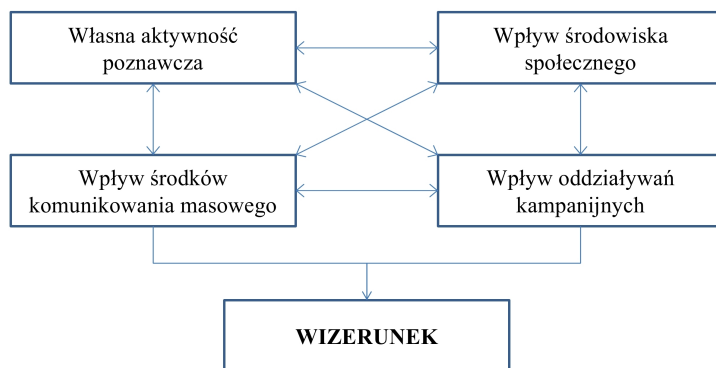 Własna aktywność
poznawcza
Wpływ środowiska
społecznego
Wpływ środków
komunikowania masowego
Wpływ oddziaływań
kampanijnych
WIZERUNEK